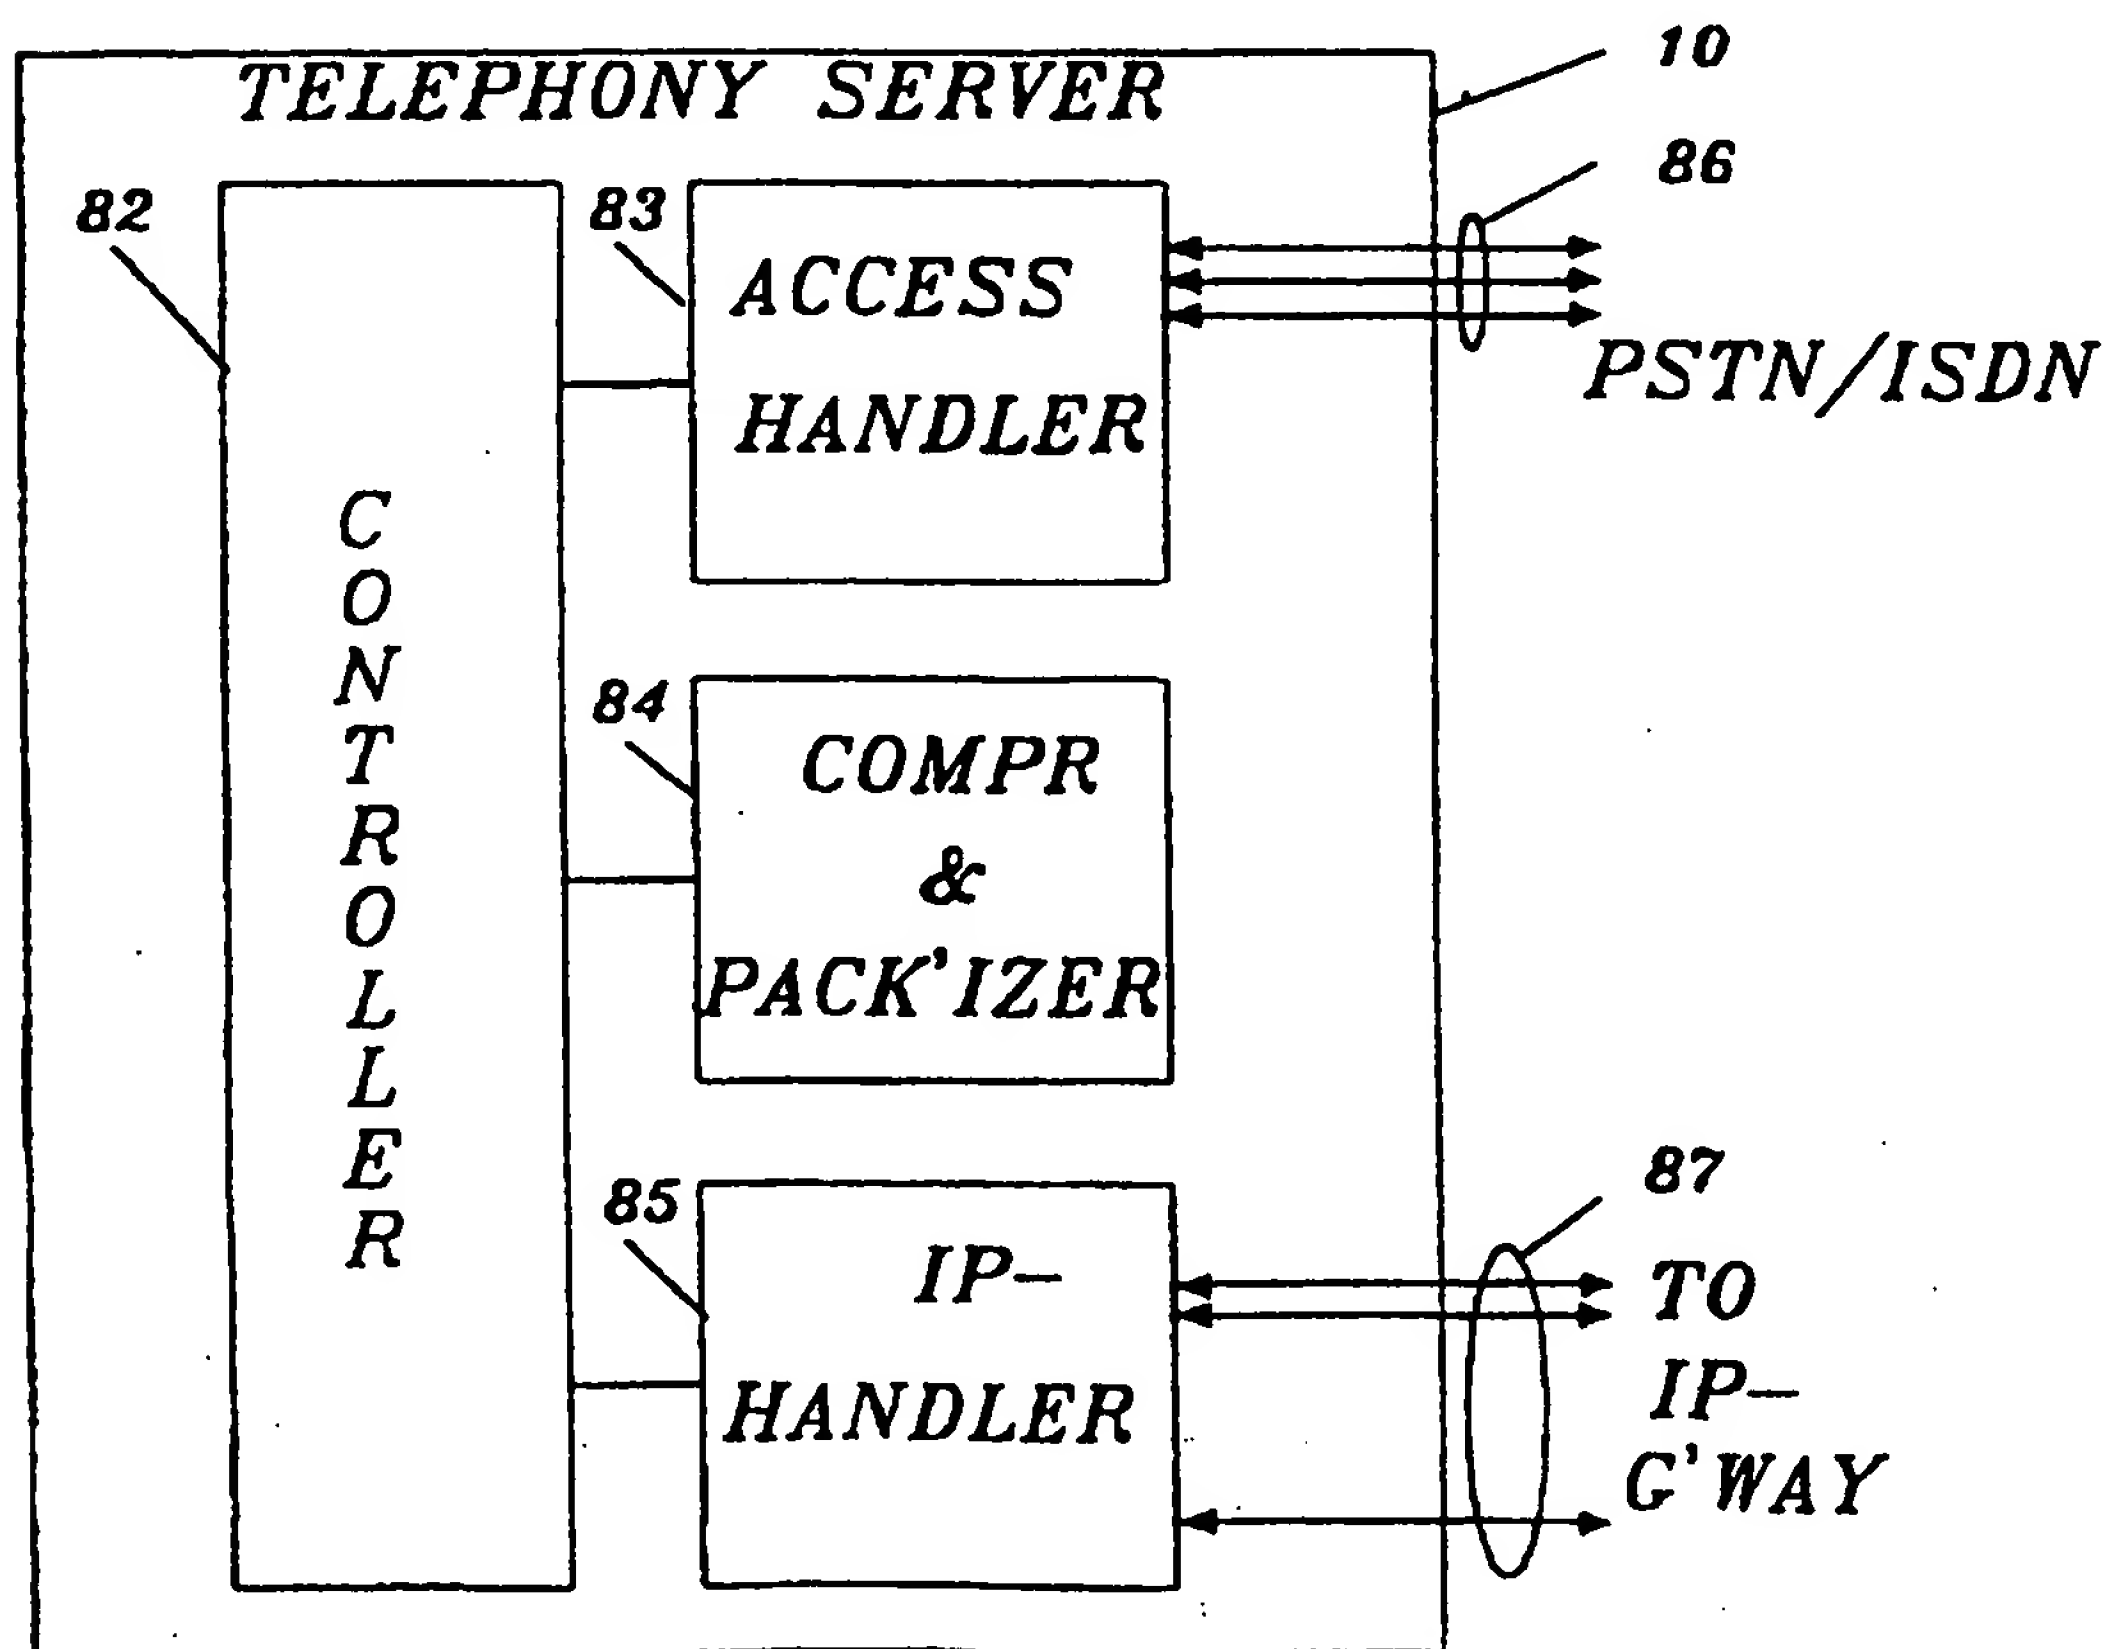 TELEPHONY SERVER
10
86
82
83
ACCESS
HANDLER
PSTN/ISDN
CONTROLLER
84
COMPR
&
PACK'IZER
87
85
IP-
HANDLER
TO
IP-
G'WAY